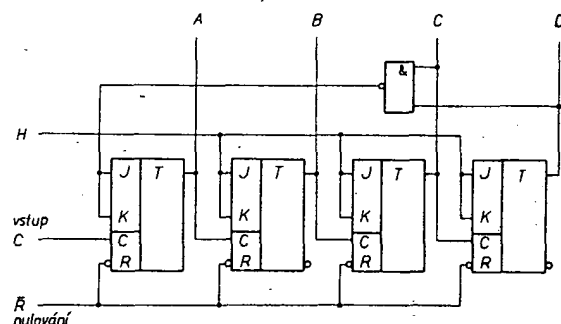 A B C D
&
H
J T J T J T J T
K K K K
vstup
C C C C C
R R R R
R̄
nulování